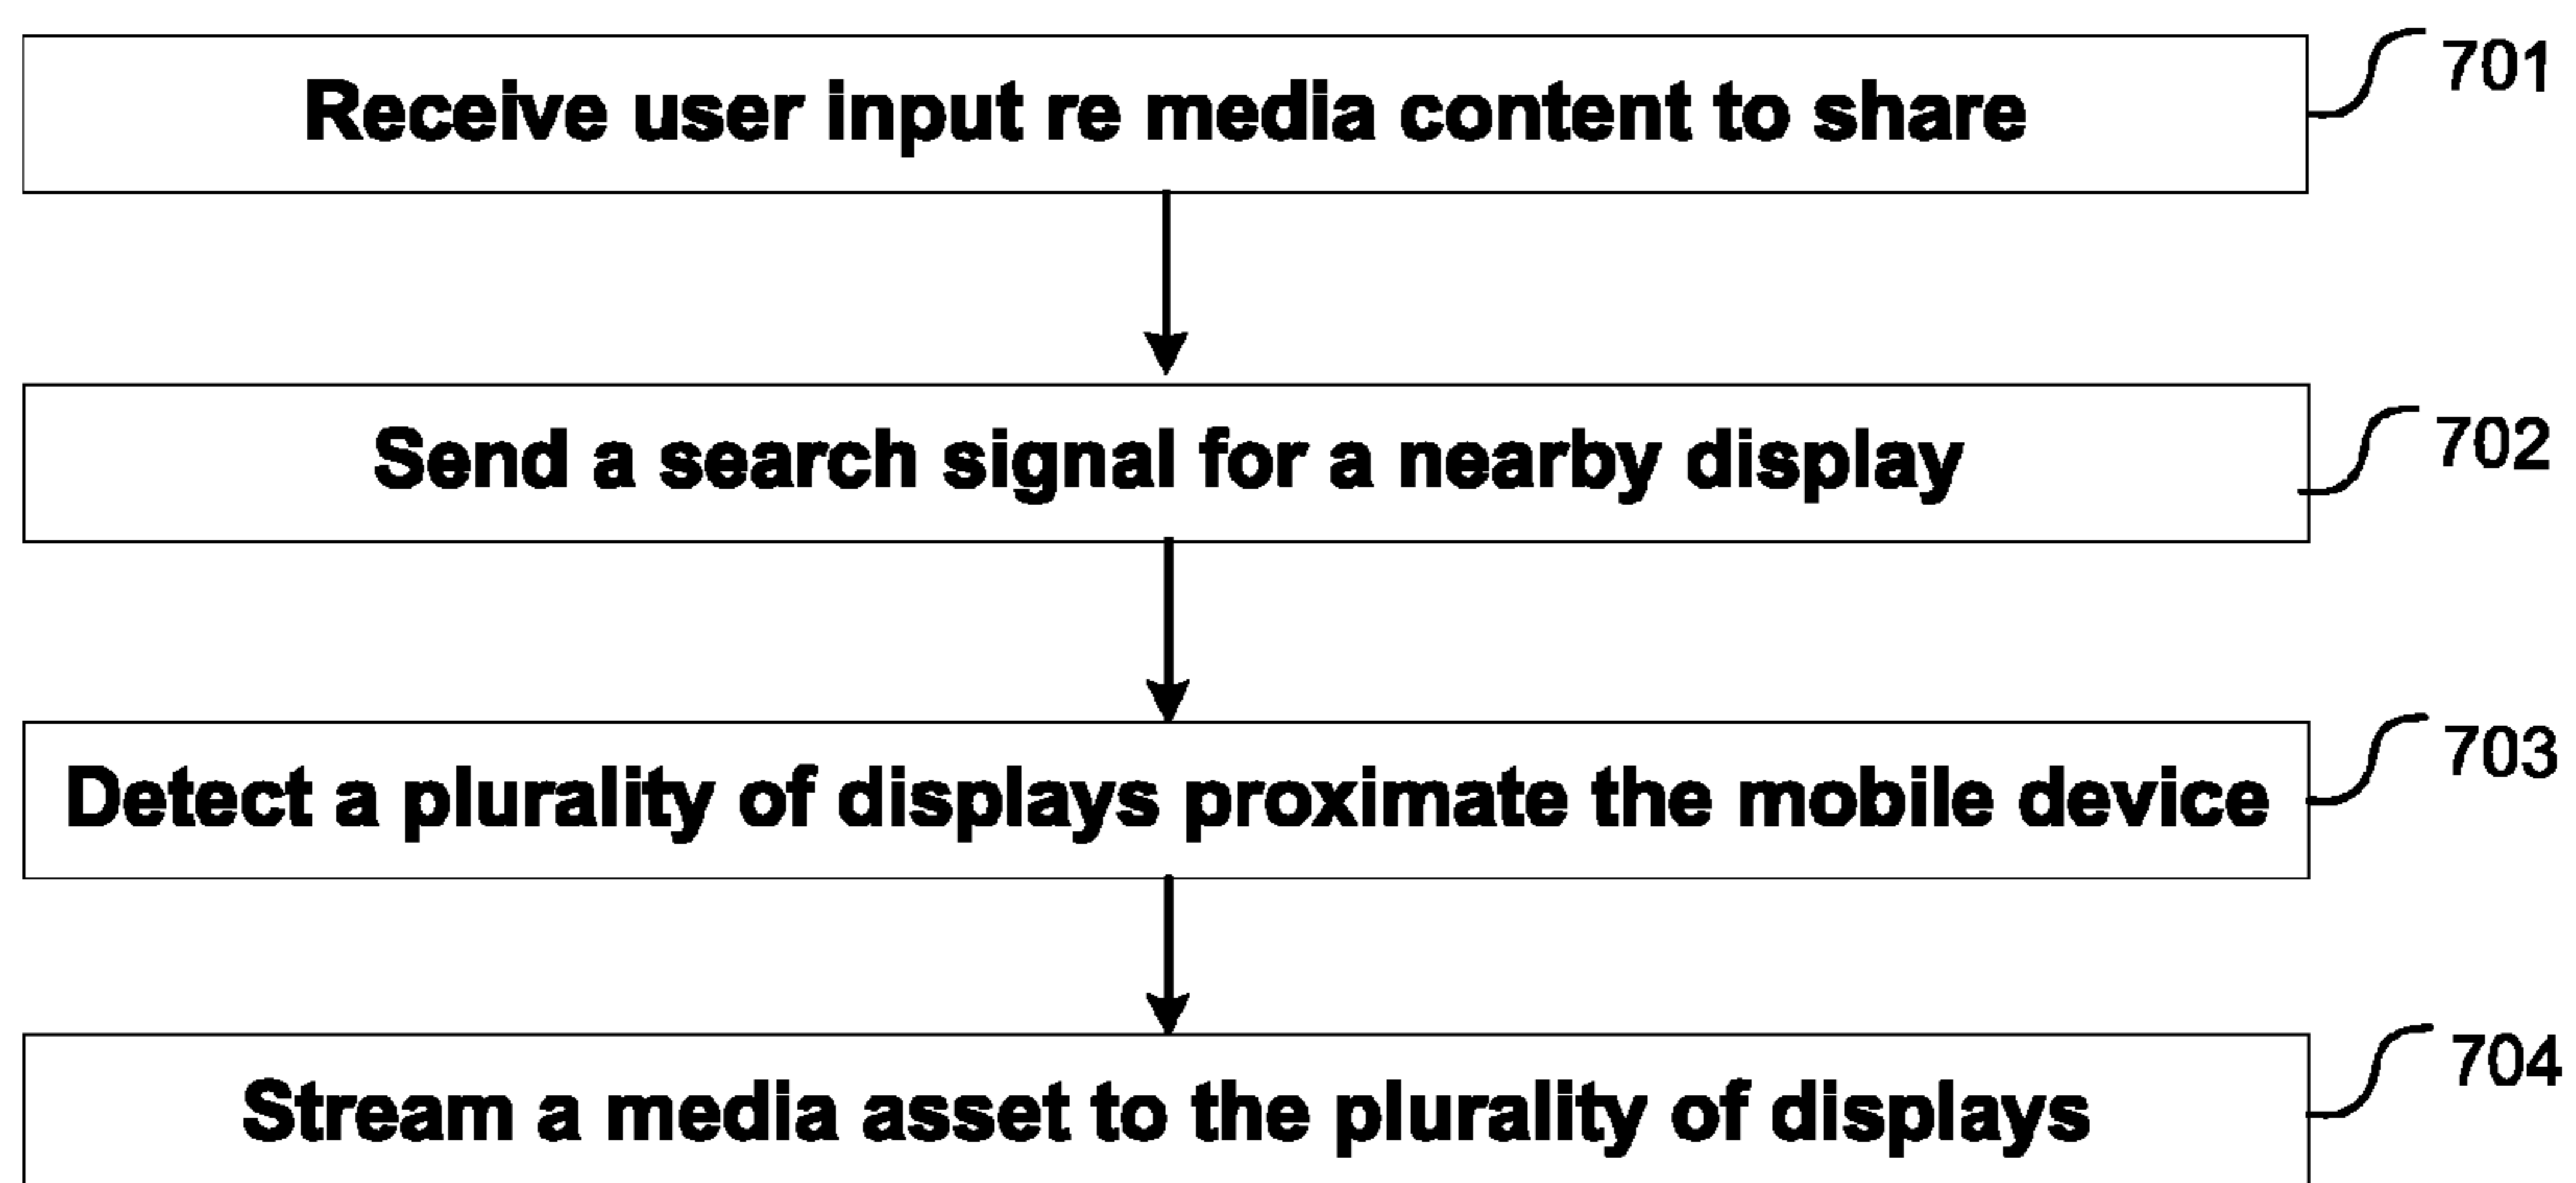 Receive user input re media content to share
701
Send a search signal for a nearby display
702
Detect a plurality of displays proximate the mobile device
703
Stream a media asset to the plurality of displays
704